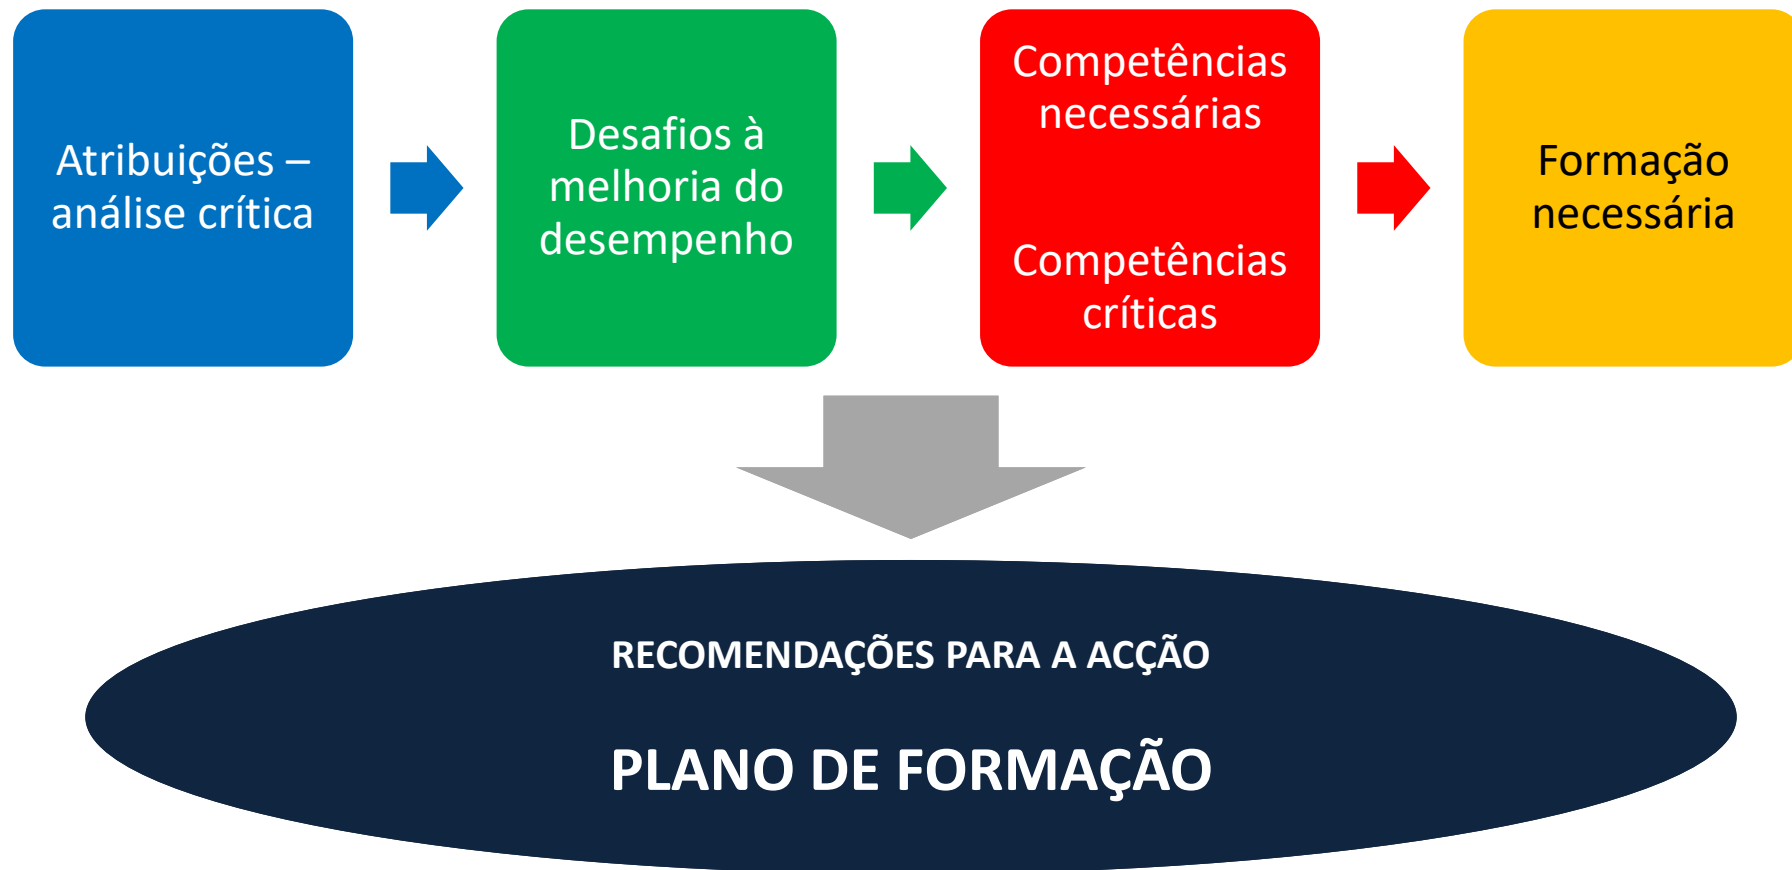 Atribuições –
análise crítica
Desafios à
melhoria do
desempenho
Competências
necessárias
Competências
críticas
Formação
necessária
RECOMENDAÇÕES PARA A ACÇÃO
PLANO DE FORMAÇÃO